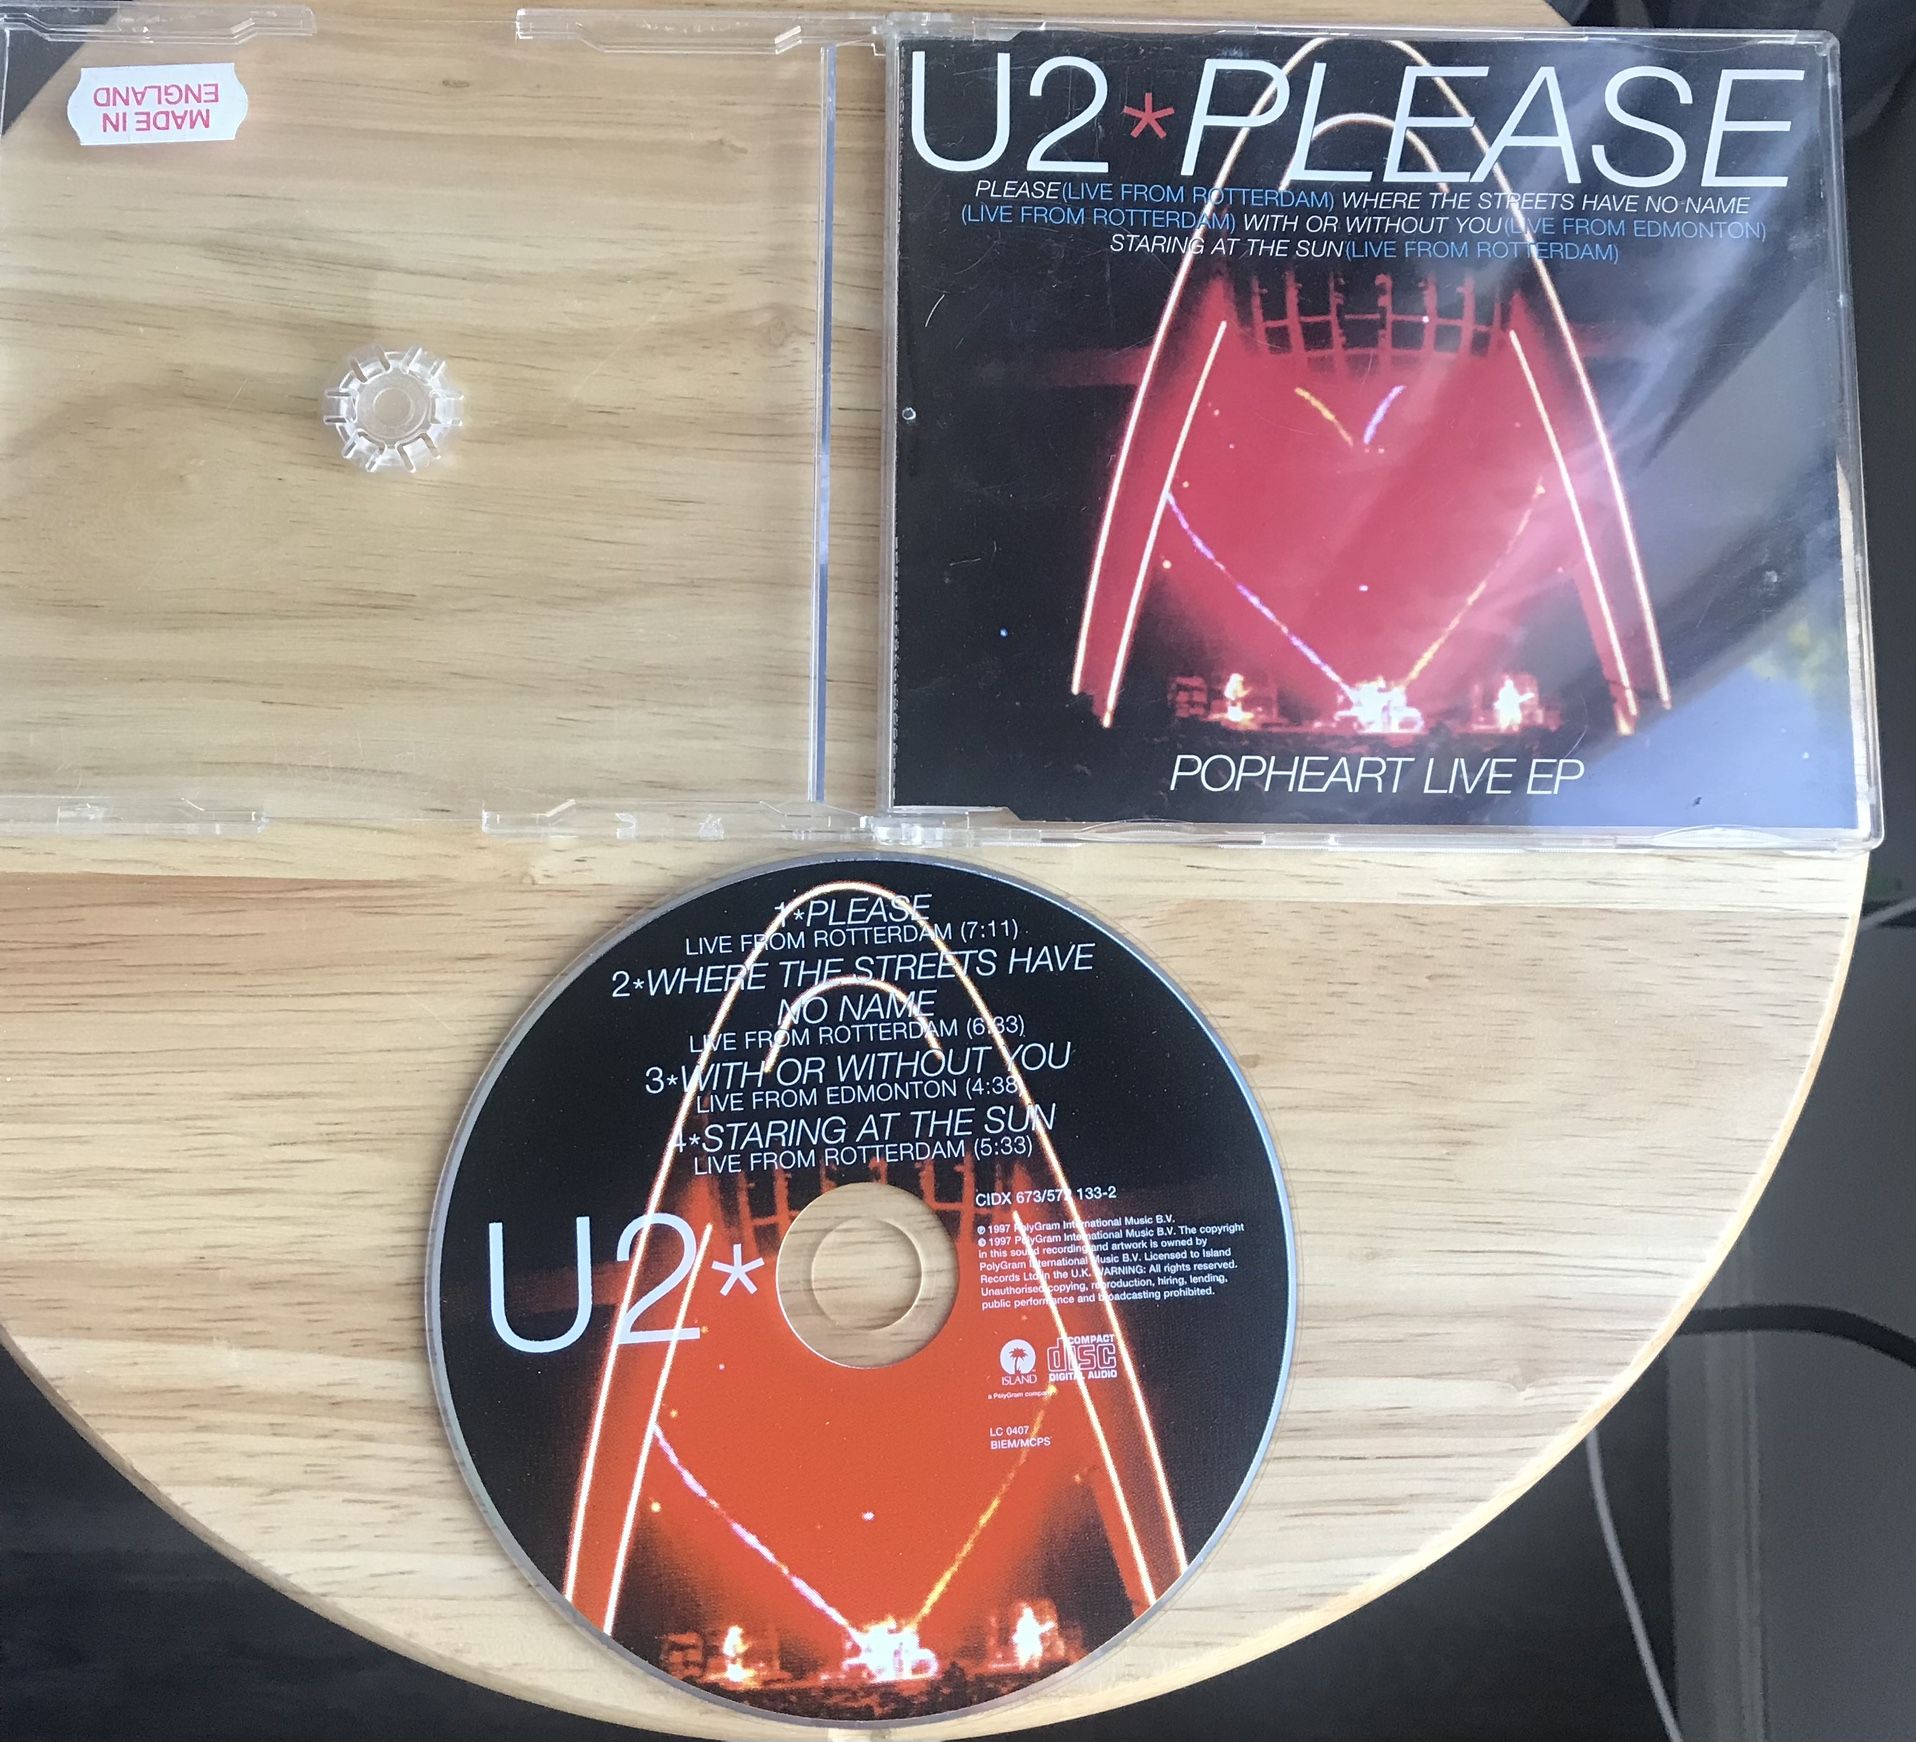 MADE IN
ENGLAND
U2*PLEASE
PLEASE(LIVE FROM ROTTERDAM) WHERE THE STREETS HAVE NO NAME
(LIVE FROM ROTTERDAM) WITH OR WITHOUT YOU(LIVE FROM EDMONTON)
STARING AT THE SUN(LIVE FROM ROTTERDAM)
POPHEART LIVE EP
1*PLEASE
LIVE FROM ROTTERDAM (7:11)
2*WHERE THE STREETS HAVE
NO NAME
LIVE FROM ROTTERDAM (6:33)
3*WITH OR WITHOUT YOU
LIVE FROM EDMONTON (4:38)
4*STARING AT THE SUN
LIVE FROM ROTTERDAM (5:33)
U2*
CIDX 673/572 133-2
℗ 1997 PolyGram International Music B.V.
© 1997 PolyGram International Music B.V. The copyright
in this sound recording and artwork is owned by
PolyGram International Music B.V. Licensed to Island
Records Ltd in the U.K. WARNING: All rights reserved.
Unauthorised copying, reproduction, hiring, lending,
public performance and broadcasting prohibited.
ISLAND
a PolyGram company
COMPACT
disc
DIGITAL AUDIO
LC 0407
BIEM/MCPS